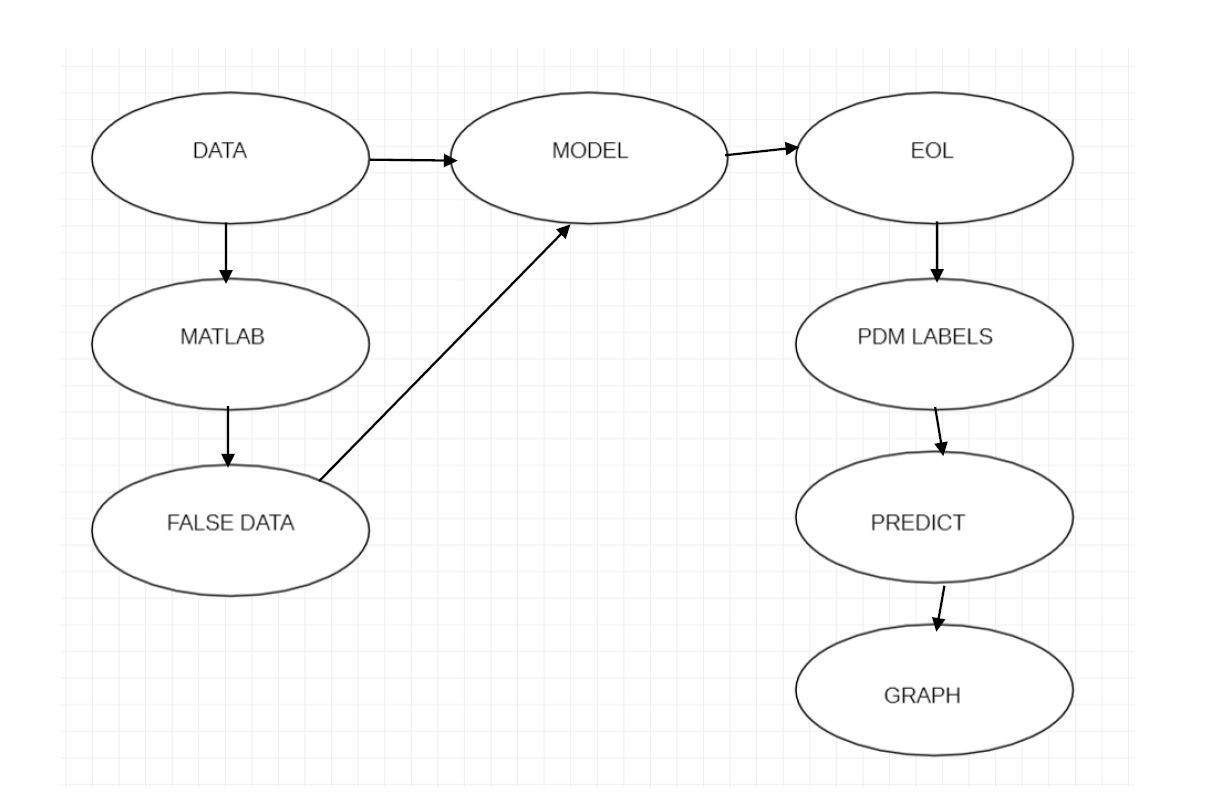 DATA
MODEL
EOL
MATLAB
PDM LABELS
FALSE DATA
PREDICT
GRAPH